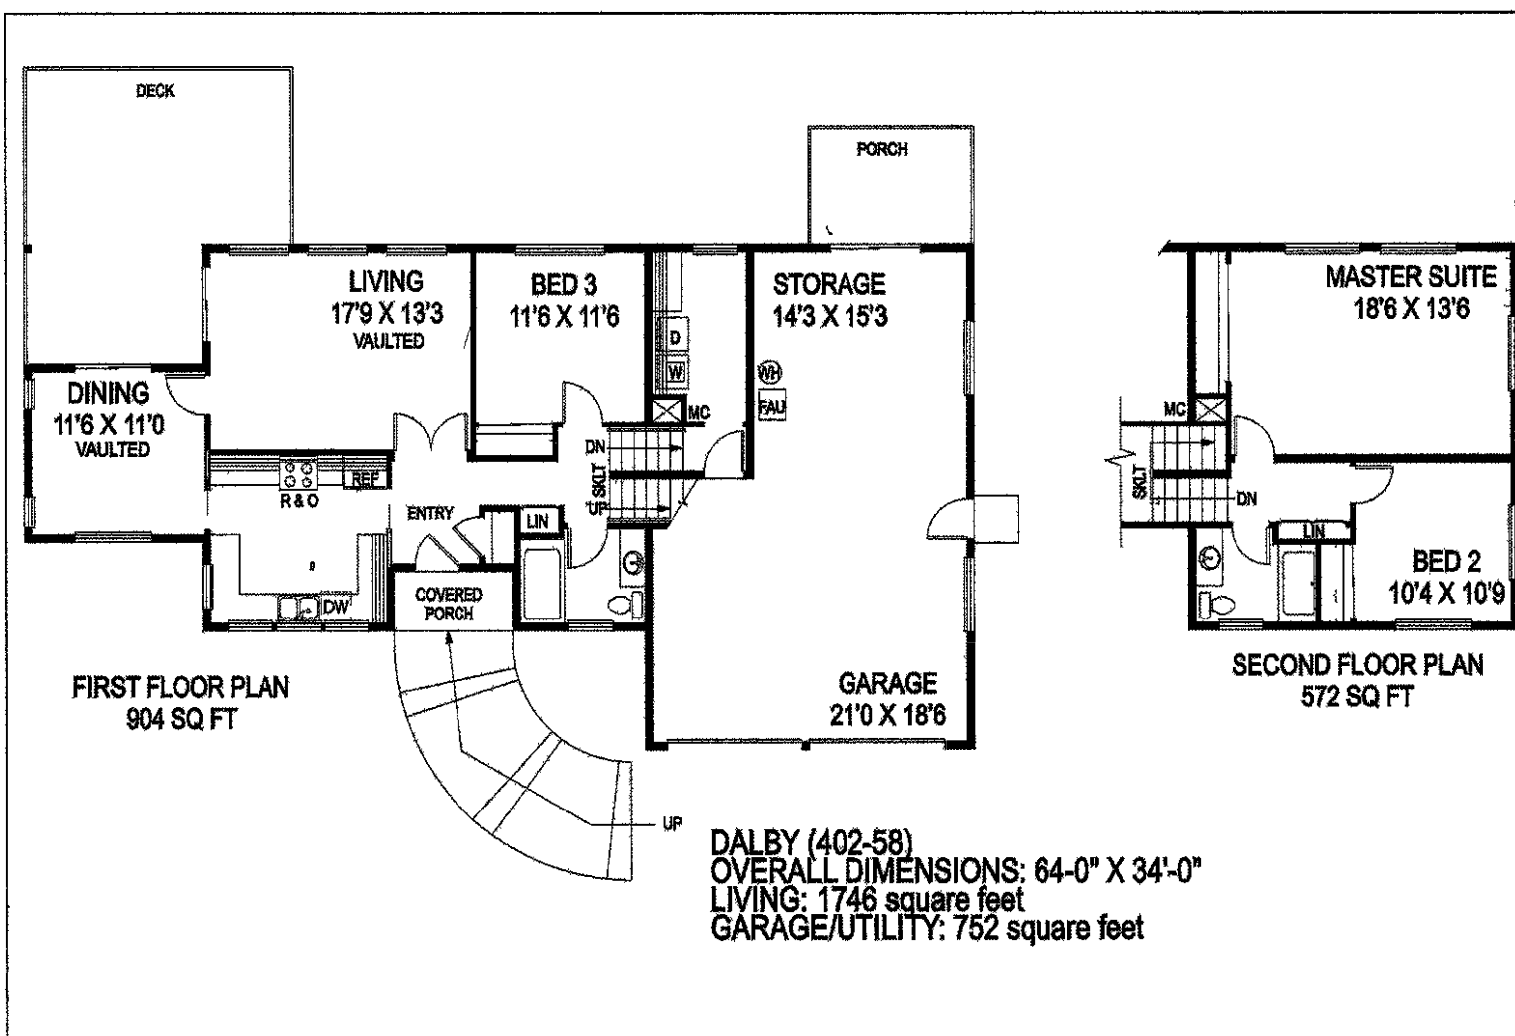 DECK
PORCH
LIVING
17'9 X 13'3
VAULTED
BED 3
11'6 X 11'6
STORAGE
14'3 X 15'3
MASTER SUITE
18'6 X 13'6
D
W
WH
FAU
DINING
11'6 X 11'0
VAULTED
MC
MC
DN
SKLT
UP
REF
R & O
ENTRY
LIN
SKLT
DN
LIN
BED 2
10'4 X 10'9
COVERED
PORCH
DW
FIRST FLOOR PLAN
904 SQ FT
GARAGE
21'0 X 18'6
SECOND FLOOR PLAN
572 SQ FT
UP
DALBY (402-58)
OVERALL DIMENSIONS: 64-0" X 34'-0"
LIVING: 1746 square feet
GARAGE/UTILITY: 752 square feet